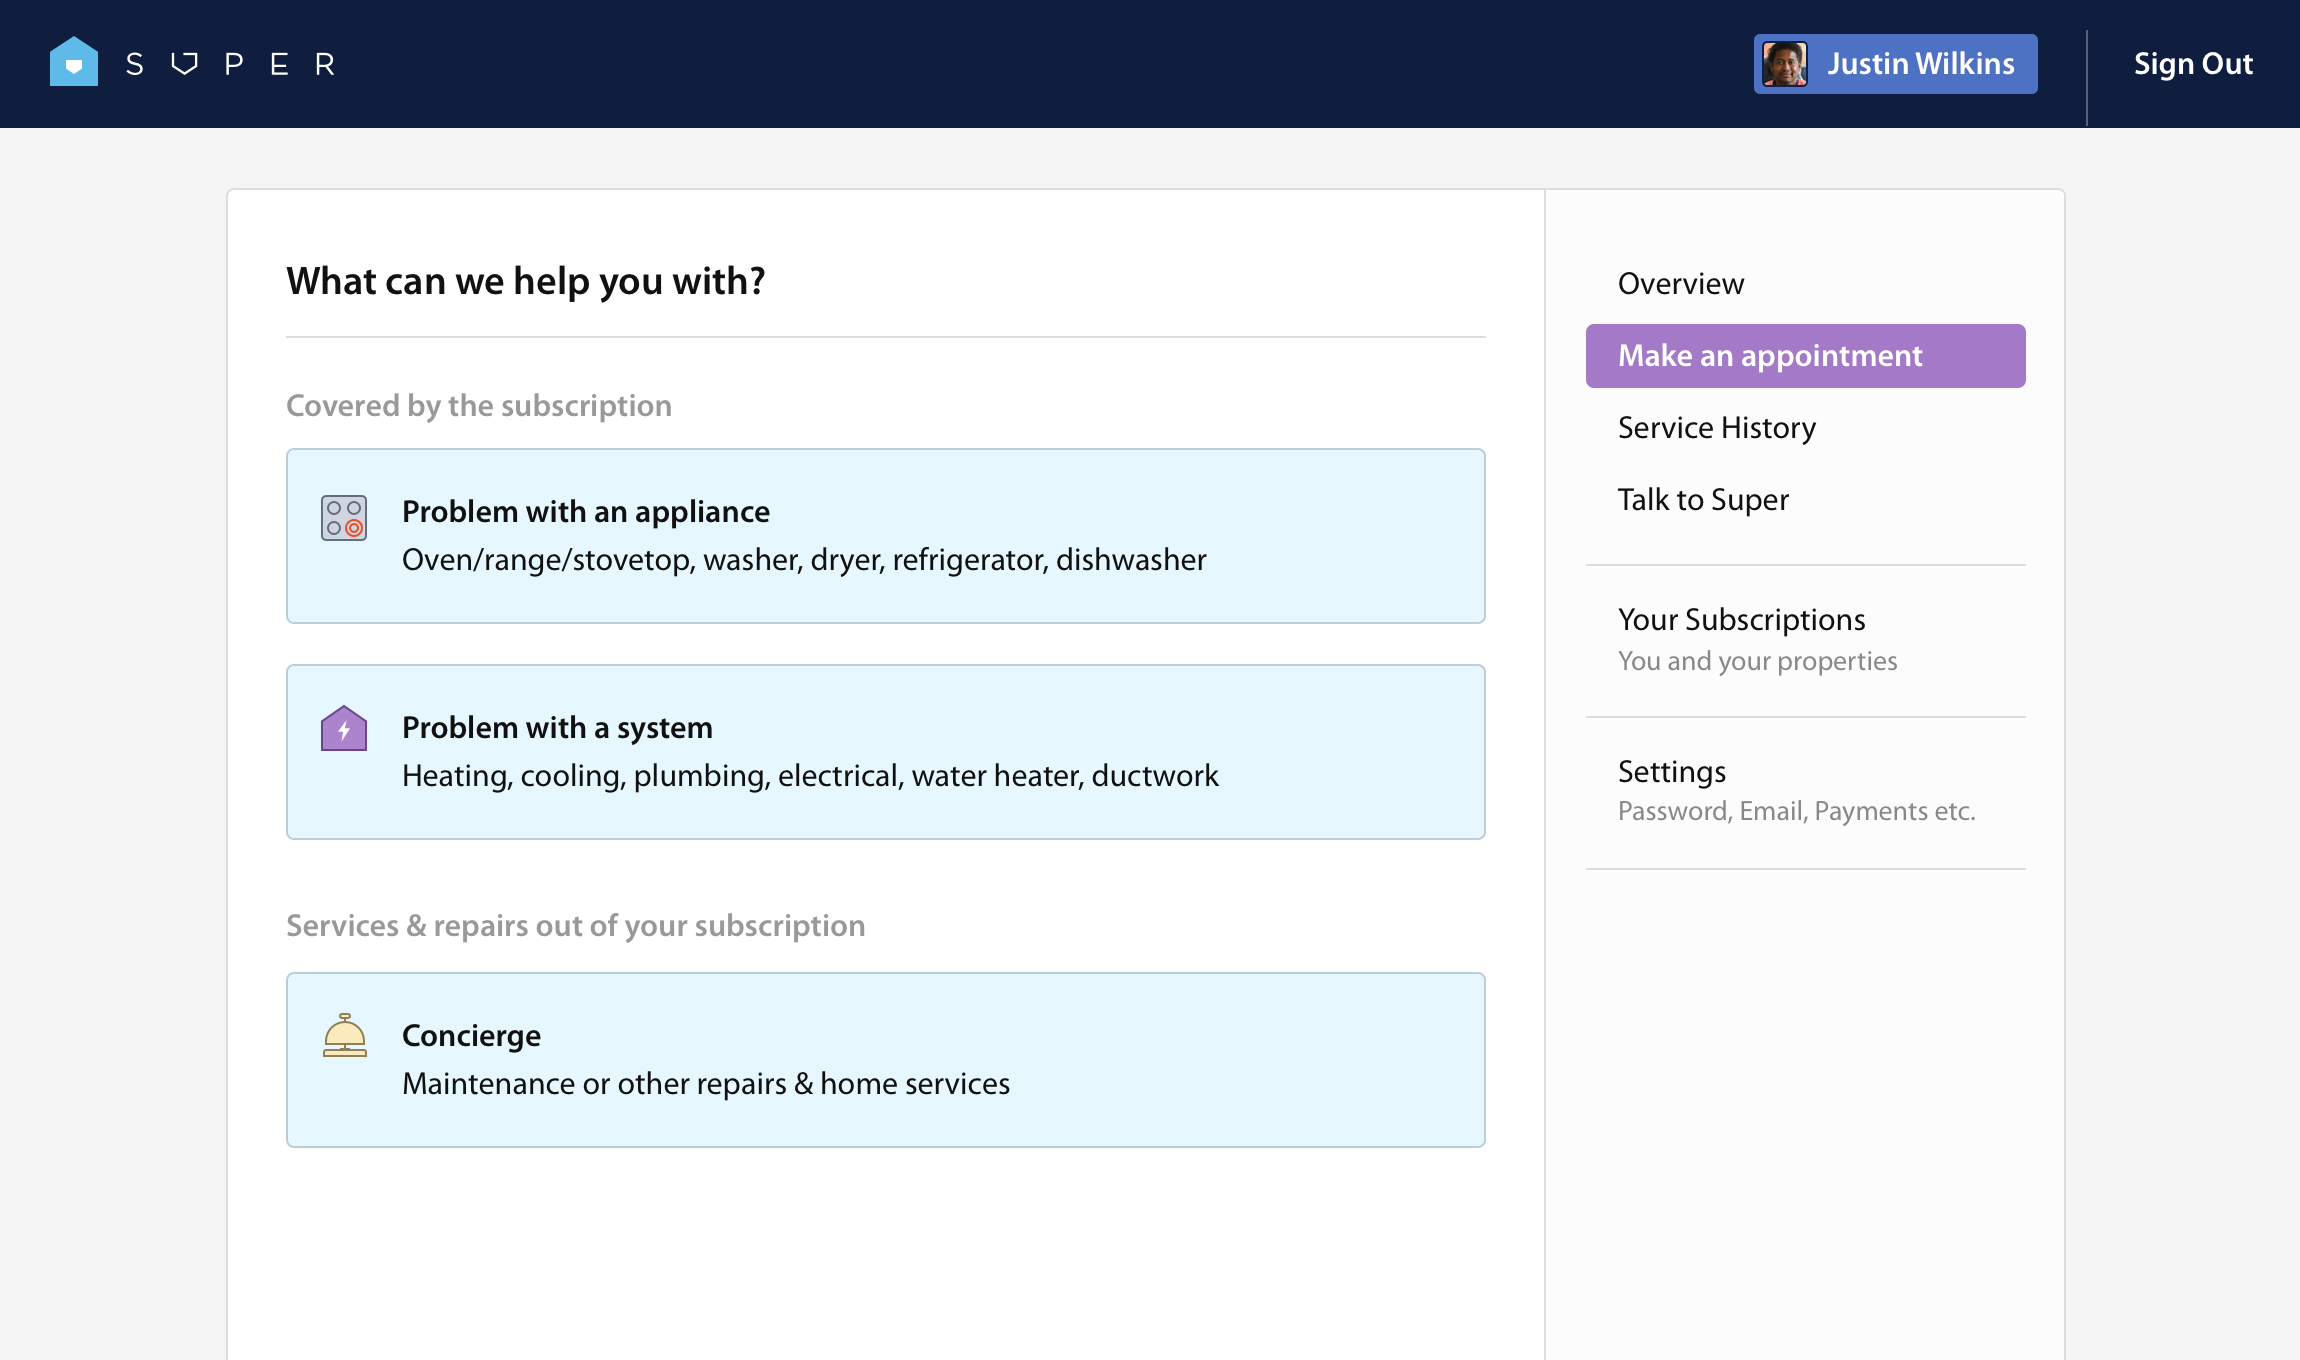 SUPER
Justin Wilkins
Sign Out
What can we help you with?
Covered by the subscription
Problem with an appliance
Oven/range/stovetop, washer, dryer, refrigerator, dishwasher
Problem with a system
Heating, cooling, plumbing, electrical, water heater, ductwork
Services & repairs out of your subscription
Concierge
Maintenance or other repairs & home services
Overview
Make an appointment
Service History
Talk to Super
Your Subscriptions
You and your properties
Settings
Password, Email, Payments etc.